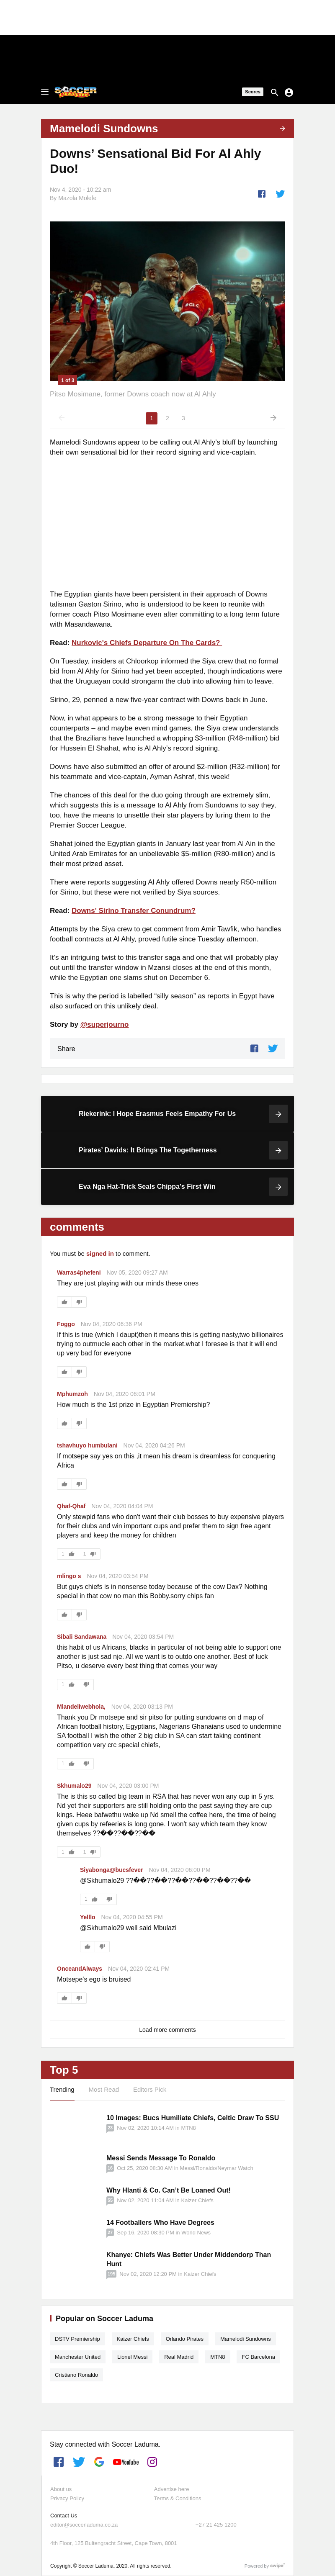 SOCCER
LADUMA
Scores
Mamelodi Sundowns
Downs’ Sensational Bid For Al Ahly
Duo!
Nov 4, 2020 - 10:22 am
By Mazola Molefe
1 of 3
Pitso Mosimane, former Downs coach now at Al Ahly
1 2 3
Mamelodi Sundowns appear to be calling out Al Ahly’s bluff by launching
their own sensational bid for their record signing and vice-captain.
The Egyptian giants have been persistent in their approach of Downs
talisman Gaston Sirino, who is understood to be keen to reunite with
former coach Pitso Mosimane even after committing to a long term future
with Masandawana.
Read: Nurkovic's Chiefs Departure On The Cards?
On Tuesday, insiders at Chloorkop informed the Siya crew that no formal
bid from Al Ahly for Sirino had yet been accepted, though indications were
that the Uruguayan could strongarm the club into allowing him to leave.
Sirino, 29, penned a new five-year contract with Downs back in June.
Now, in what appears to be a strong message to their Egyptian
counterparts – and maybe even mind games, the Siya crew understands
that the Brazilians have launched a whopping $3-million (R48-million) bid
for Hussein El Shahat, who is Al Ahly’s record signing.
Downs have also submitted an offer of around $2-million (R32-million) for
his teammate and vice-captain, Ayman Ashraf, this week!
The chances of this deal for the duo going through are extremely slim,
which suggests this is a message to Al Ahly from Sundowns to say they,
too, have the means to unsettle their star players by luring them to the
Premier Soccer League.
Shahat joined the Egyptian giants in January last year from Al Ain in the
United Arab Emirates for an unbelievable $5-million (R80-million) and is
their most prized asset.
There were reports suggesting Al Ahly offered Downs nearly R50-million
for Sirino, but these were not verified by Siya sources.
Read: Downs' Sirino Transfer Conundrum?
Attempts by the Siya crew to get comment from Amir Tawfik, who handles
football contracts at Al Ahly, proved futile since Tuesday afternoon.
It's an intriguing twist to this transfer saga and one that will probably play
out until the transfer window in Mzansi closes at the end of this month,
while the Egyptian one slams shut on December 6.
This is why the period is labelled “silly season” as reports in Egypt have
also surfaced on this unlikely deal.
Story by @superjourno
Share
Riekerink: I Hope Erasmus Feels Empathy For Us
Pirates’ Davids: It Brings The Togetherness
Eva Nga Hat-Trick Seals Chippa's First Win
comments
You must be signed in to comment.
Warras4phefeni Nov 05, 2020 09:27 AM
They are just playing with our minds these ones
Foggo Nov 04, 2020 06:36 PM
If this is true (which I daupt)then it means this is getting nasty,two billionaires
trying to outmucle each other in the market.what I foresee is that it will end
up very bad for everyone
Mphumzoh Nov 04, 2020 06:01 PM
How much is the 1st prize in Egyptian Premiership?
tshavhuyo humbulani Nov 04, 2020 04:28 PM
If motsepe say yes on this ,it mean his dream is dreamless for conquering
Africa
Qhaf-Qhaf Nov 04, 2020 04:04 PM
Only stewpid fans who don't want their club bosses to buy expensive players
for their clubs and win important cups and prefer them to sign free agent
players and keep the money for children
1 1
mlingo s Nov 04, 2020 03:54 PM
But guys chiefs is in nonsense today because of the cow Dax? Nothing
special in that cow no man this Bobby.sorry chips fan
Sibali Sandawana Nov 04, 2020 03:54 PM
this habit of us Africans, blacks in particular of not being able to support one
another is just sad nje. All we want is to outdo one another. Best of luck
Pitso, u deserve every best thing that comes your way
1
Mlandeliwebhola, Nov 04, 2020 03:13 PM
Thank you Dr motsepe and sir pitso for putting sundowns on d map of
African football history, Egyptians, Nagerians Ghanaians used to undermine
SA football I wish the other 2 big club in SA can start taking continent
competition very crc special chiefs,
1
Skhumalo29 Nov 04, 2020 03:00 PM
The is this so called big team in RSA that has never won any cup in 5 yrs.
Nd yet their supporters are still holding onto the past saying they are cup
kings. Heee bafwethu wake up Nd smell the coffee here, the time of being
given cups by refeeries is long gone. I won't say which team they know
themselves ??��??��??��??��
1 1
Siyabonga@bucsfever Nov 04, 2020 06:00 PM
@Skhumalo29 ??��??��??��??��??��??��??��
1
Yelllo Nov 04, 2020 04:55 PM
@Skhumalo29 well said Mbulazi
OnceandAlways Nov 04, 2020 02:41 PM
Motsepe's ego is bruised
Load more comments
Top 5
Trending Most Read Editors Pick
10 Images: Bucs Humiliate Chiefs, Celtic Draw To SSU
Nov 02, 2020 10:14 AM in MTN8
Messi Sends Message To Ronaldo
Oct 25, 2020 08:30 AM in Messi/Ronaldo/Neymar Watch
Why Hlanti & Co. Can’t Be Loaned Out!
Nov 02, 2020 11:04 AM in Kaizer Chiefs
14 Footballers Who Have Degrees
Sep 16, 2020 08:30 PM in World News
Khanye: Chiefs Was Better Under Middendorp Than
Hunt
Nov 02, 2020 12:20 PM in Kaizer Chiefs
Popular on Soccer Laduma
DSTV Premiership Kaizer Chiefs Orlando Pirates Mamelodi Sundowns
Manchester United Lionel Messi Real Madrid MTN8 FC Barcelona
Cristiano Ronaldo
Stay connected with Soccer Laduma.
YouTube
About us Advertise here
Privacy Policy Terms & Conditions
Contact Us
editor@soccerladuma.co.za +27 21 425 1200
4th Floor, 125 Buitengracht Street, Cape Town, 8001
Copyright © Soccer Laduma, 2020. All rights reserved. Powered by swipe